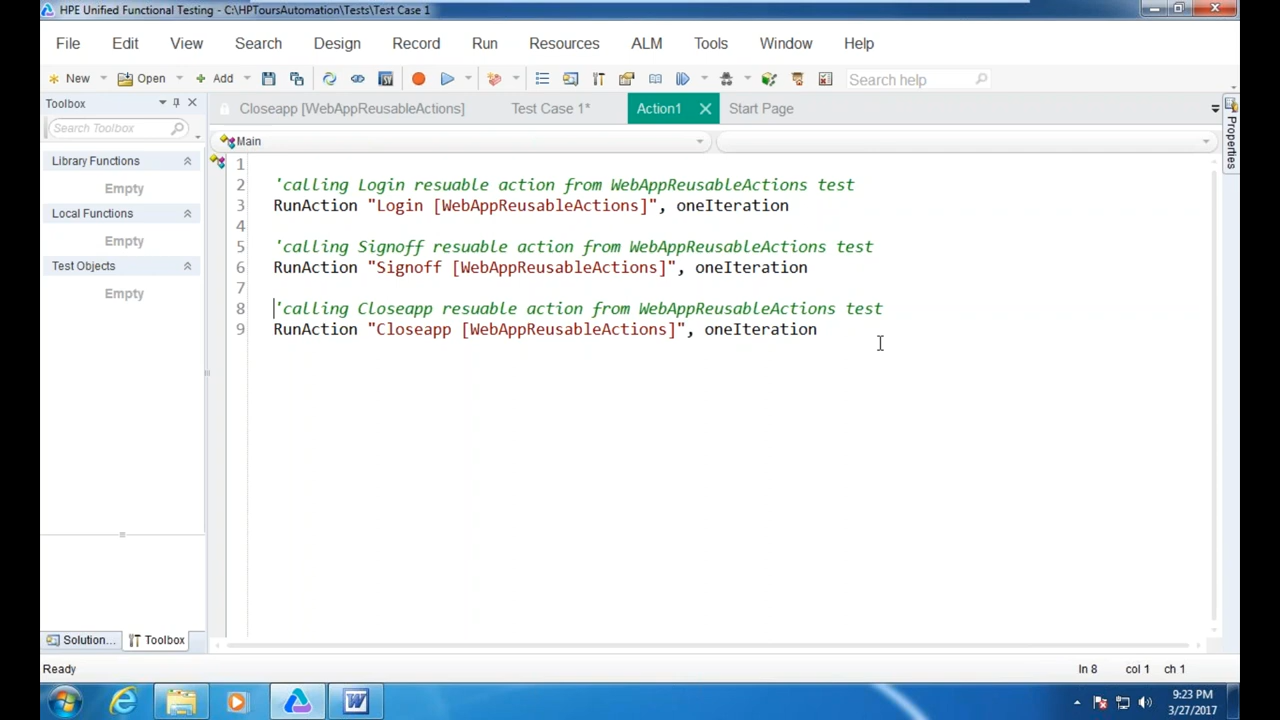 HPE Unified Functional Testing - C:\HPToursAutomation\Tests\Test Case 1
File Edit View Search Design Record Run Resources ALM Tools Window Help
New Open Add Search help
Toolbox
Closeapp [WebAppReusableActions] Test Case 1* Action1 Start Page
Search Toolbox
Main
Properties
Library Functions
Empty
Local Functions
Empty
Test Objects
Empty
1
2 'calling Login resuable action from WebAppReusableActions test
3 RunAction "Login [WebAppReusableActions]", oneIteration
4
5 'calling Signoff resuable action from WebAppReusableActions test
6 RunAction "Signoff [WebAppReusableActions]", oneIteration
7
8 'calling Closeapp resuable action from WebAppReusableActions test
9 RunAction "Closeapp [WebAppReusableActions]", oneIteration
Solution... Toolbox
Ready ln 8 col 1 ch 1
9:23 PM
3/27/2017